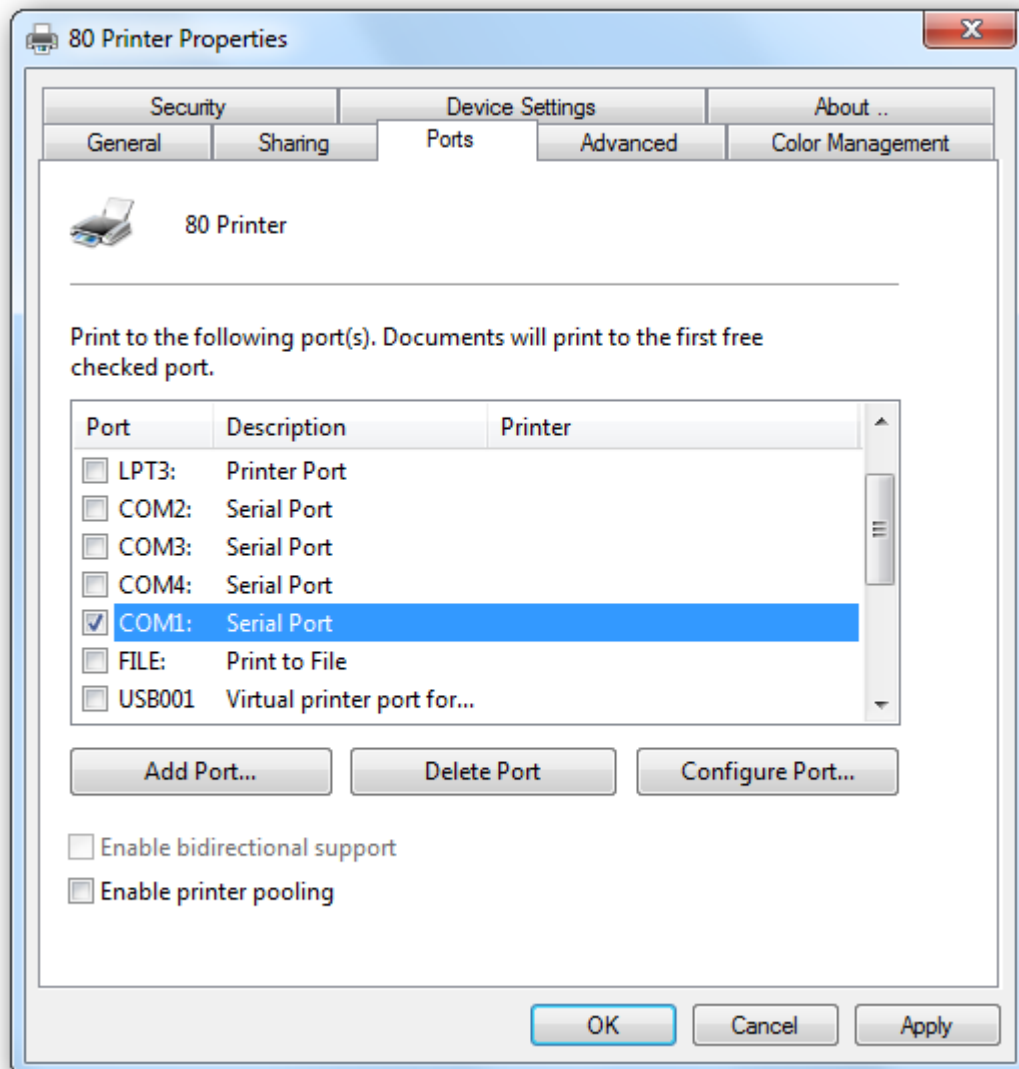 80 Printer Properties
Security Device Settings About ..
General Sharing Ports Advanced Color Management
80 Printer
Print to the following port(s). Documents will print to the first free
checked port.
Port Description Printer
LPT3: Printer Port
COM2: Serial Port
COM3: Serial Port
COM4: Serial Port
COM1: Serial Port
FILE: Print to File
USB001 Virtual printer port for...
Add Port... Delete Port Configure Port...
Enable bidirectional support
Enable printer pooling
OK Cancel Apply